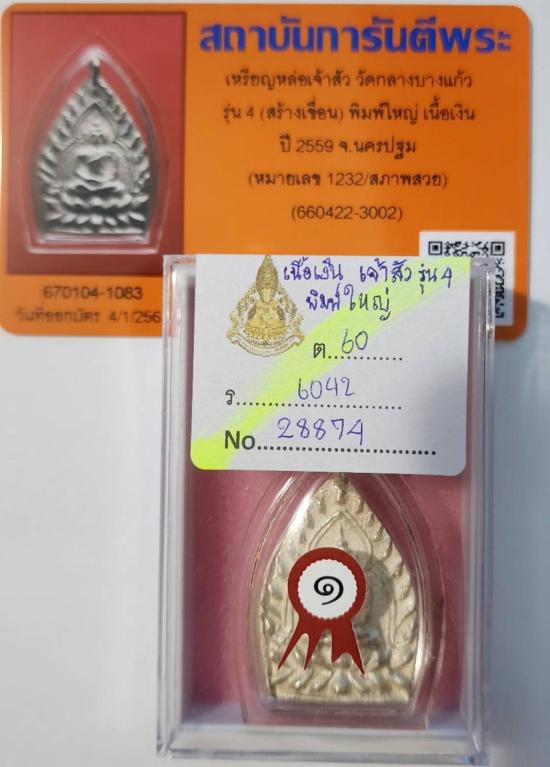 สถาบันการันตีพระ
เหรียญหล่อเจ้าสัว วัดกลางบางแก้ว
รุ่น 4 (สร้างเขื่อน) พิมพ์ใหญ่ เนื้อเงิน
ปี 2559 จ.นครปฐม
(หมายเลข 1232/สภาพสวย)
(660422-3002)
670104-1083
วันที่ออกบัตร 4/1/256
เนื้อเงิน เจ้าสัว รุ่น 4
พิมพ์ใหญ่
ต.60............
ร......6042..........
No...28874..............
๑